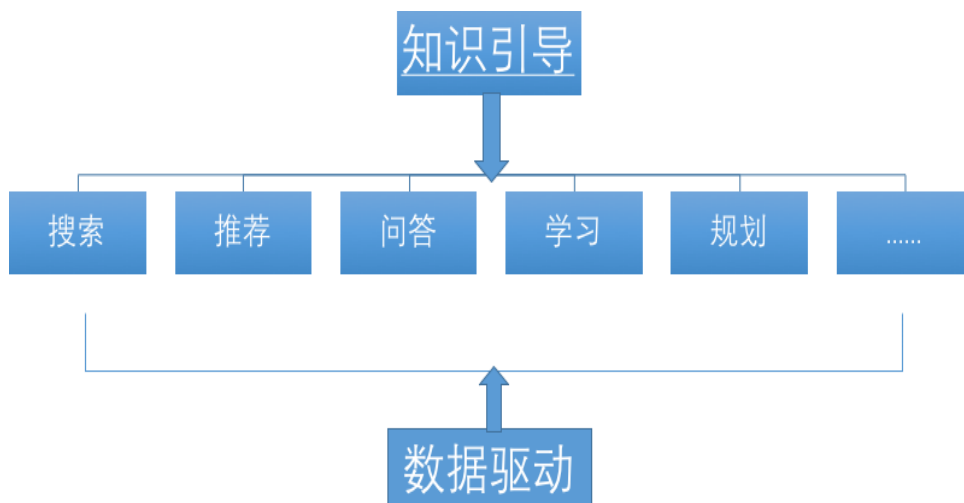 知识引导
搜索
推荐
问答
学习
规划
......
数据驱动